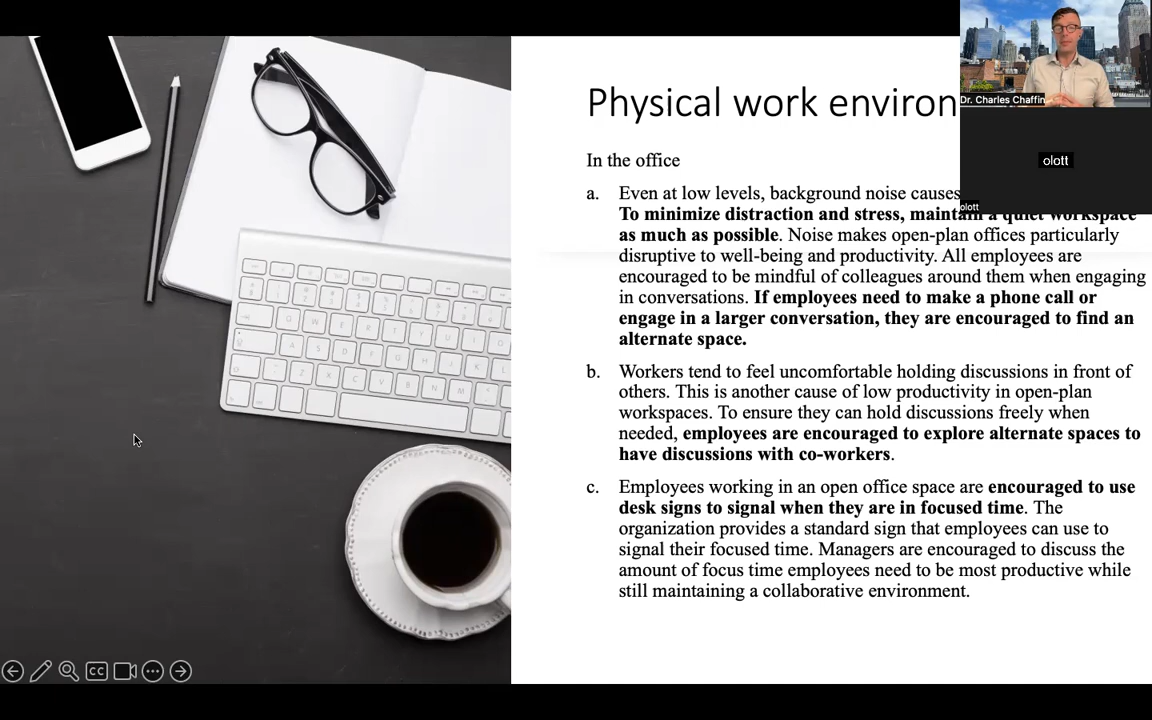 Physical work environ
Dr. Charles Chaffin
In the office
olott
a. Even at low levels, background noise causes
olott
To minimize distraction and stress, maintain a quiet workspace
as much as possible. Noise makes open-plan offices particularly
disruptive to well-being and productivity. All employees are
encouraged to be mindful of colleagues around them when engaging
in conversations. If employees need to make a phone call or
engage in a larger conversation, they are encouraged to find an
alternate space.
b. Workers tend to feel uncomfortable holding discussions in front of
others. This is another cause of low productivity in open-plan
workspaces. To ensure they can hold discussions freely when
needed, employees are encouraged to explore alternate spaces to
have discussions with co-workers.
c. Employees working in an open office space are encouraged to use
desk signs to signal when they are in focused time. The
organization provides a standard sign that employees can use to
signal their focused time. Managers are encouraged to discuss the
amount of focus time employees need to be most productive while
still maintaining a collaborative environment.
CC